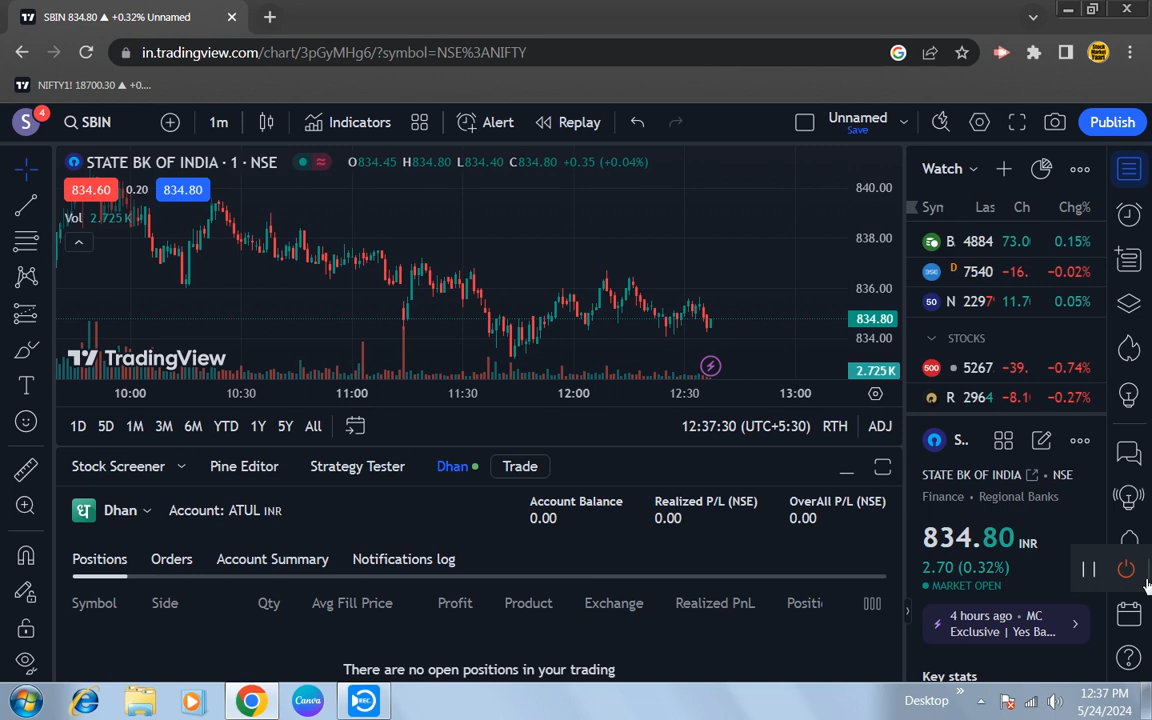 SBIN 834.80 ▲ +0.32% Unnamed
in.tradingview.com/chart/3pGyMHg6/?symbol=NSE%3ANIFTY
NIFTY1! 18700.30 ▲ +0....
S 4 SBIN 1m Indicators Alert Replay Unnamed Save Publish
STATE BK OF INDIA · 1 · NSE O834.45 H834.80 L834.40 C834.80 +0.35 (+0.04%)
834.60 0.20 834.80
Vol 2.725K
840.00
838.00
836.00
834.80
834.00
2.725K
TradingView
10:00 10:30 11:00 11:30 12:00 12:30 13:00
1D 5D 1M 3M 6M YTD 1Y 5Y All 12:37:30 (UTC+5:30) RTH ADJ
Stock Screener Pine Editor Strategy Tester Dhan Trade
ध Dhan Account: ATUL INR
Account Balance Realized P/L (NSE) OverAll P/L (NSE)
0.00 0.00 0.00
Positions Orders Account Summary Notifications log
Symbol Side Qty Avg Fill Price Profit Product Exchange Realized PnL Positi
There are no open positions in your trading
Watch
Syn Las Ch Chg%
B. 4884 73.0 0.15%
D 7540 −16. −0.02%
50 N 2297 11.7 0.05%
STOCKS
500 5267 −39. −0.74%
R 2964 −8.1 −0.27%
S..
STATE BK OF INDIA • NSE
Finance • Regional Banks
834.80 INR
2.70 (0.32%)
MARKET OPEN
4 hours ago • MC
Exclusive | Yes Ba...
Key stats
Canva
REC
Desktop »
12:37 PM
5/24/2024